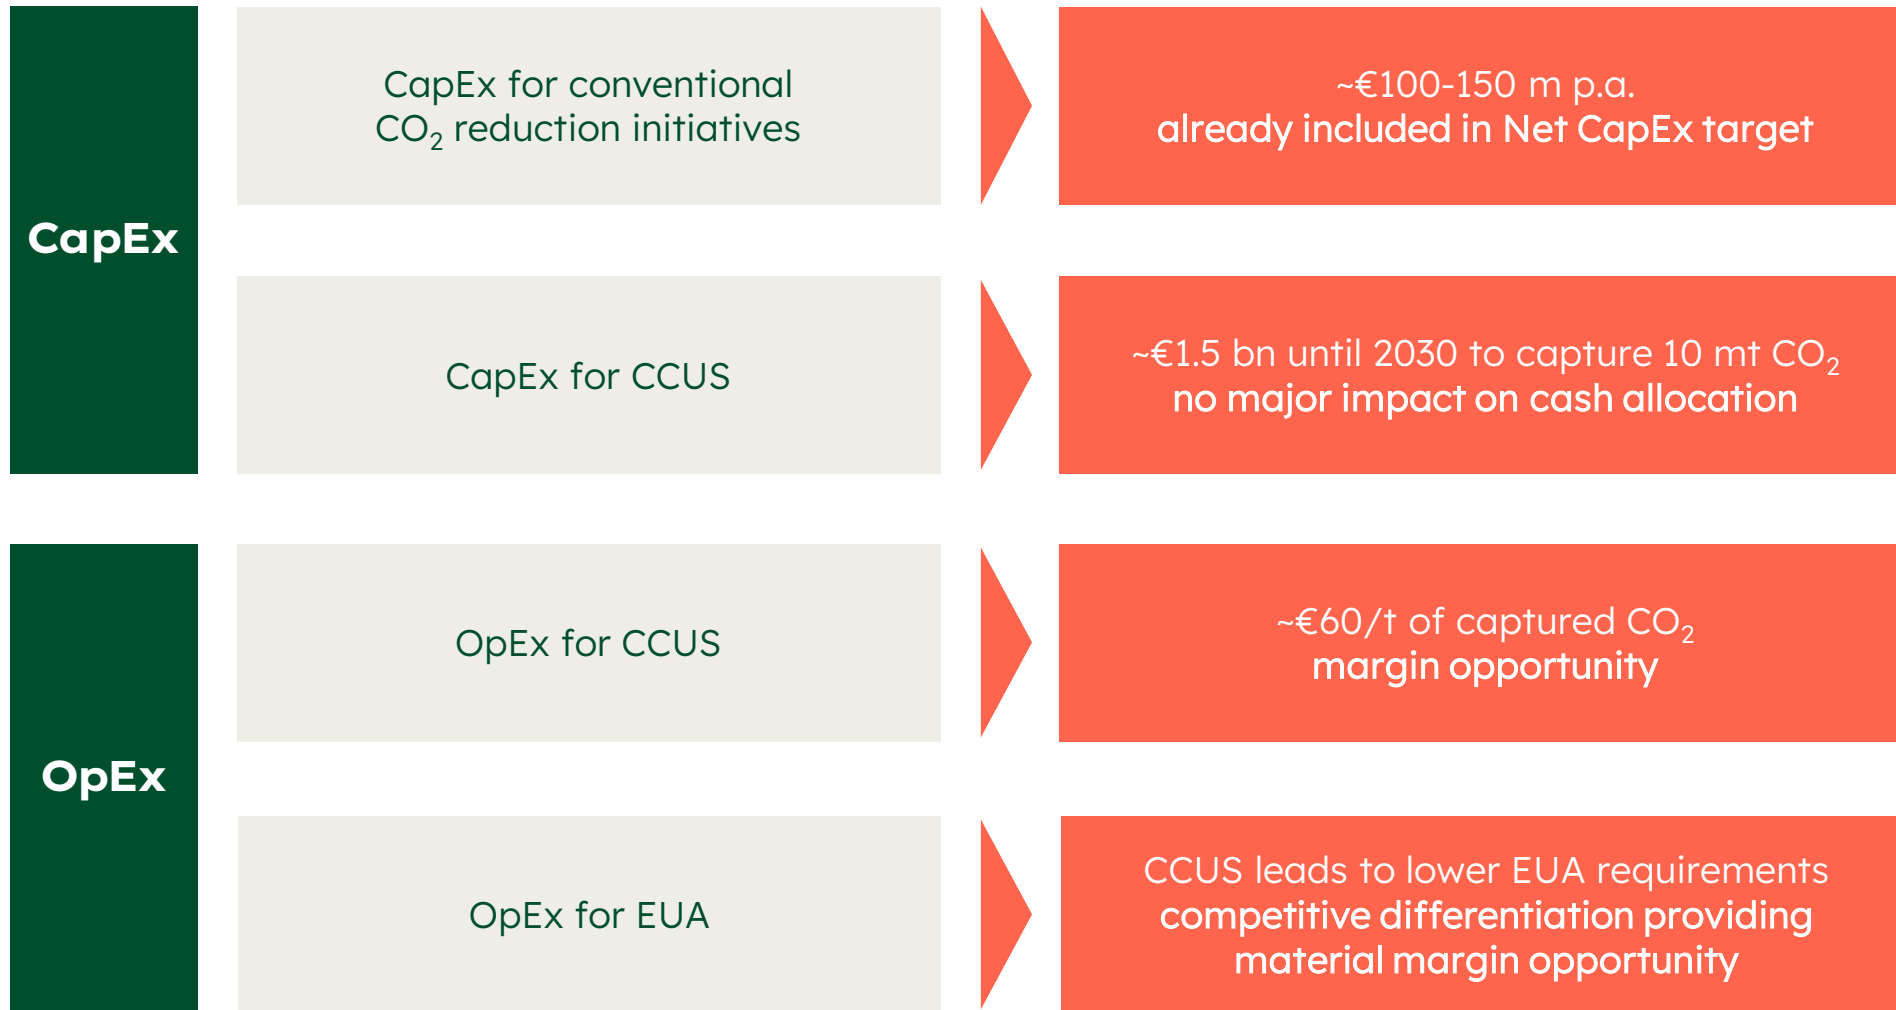 CapEx
CapEx for conventional
CO₂ reduction initiatives
~€100-150 m p.a.
already included in Net CapEx target
CapEx for CCUS
~€1.5 bn until 2030 to capture 10 mt CO₂
no major impact on cash allocation
OpEx
OpEx for CCUS
~€60/t of captured CO₂
margin opportunity
OpEx for EUA
CCUS leads to lower EUA requirements
competitive differentiation providing
material margin opportunity